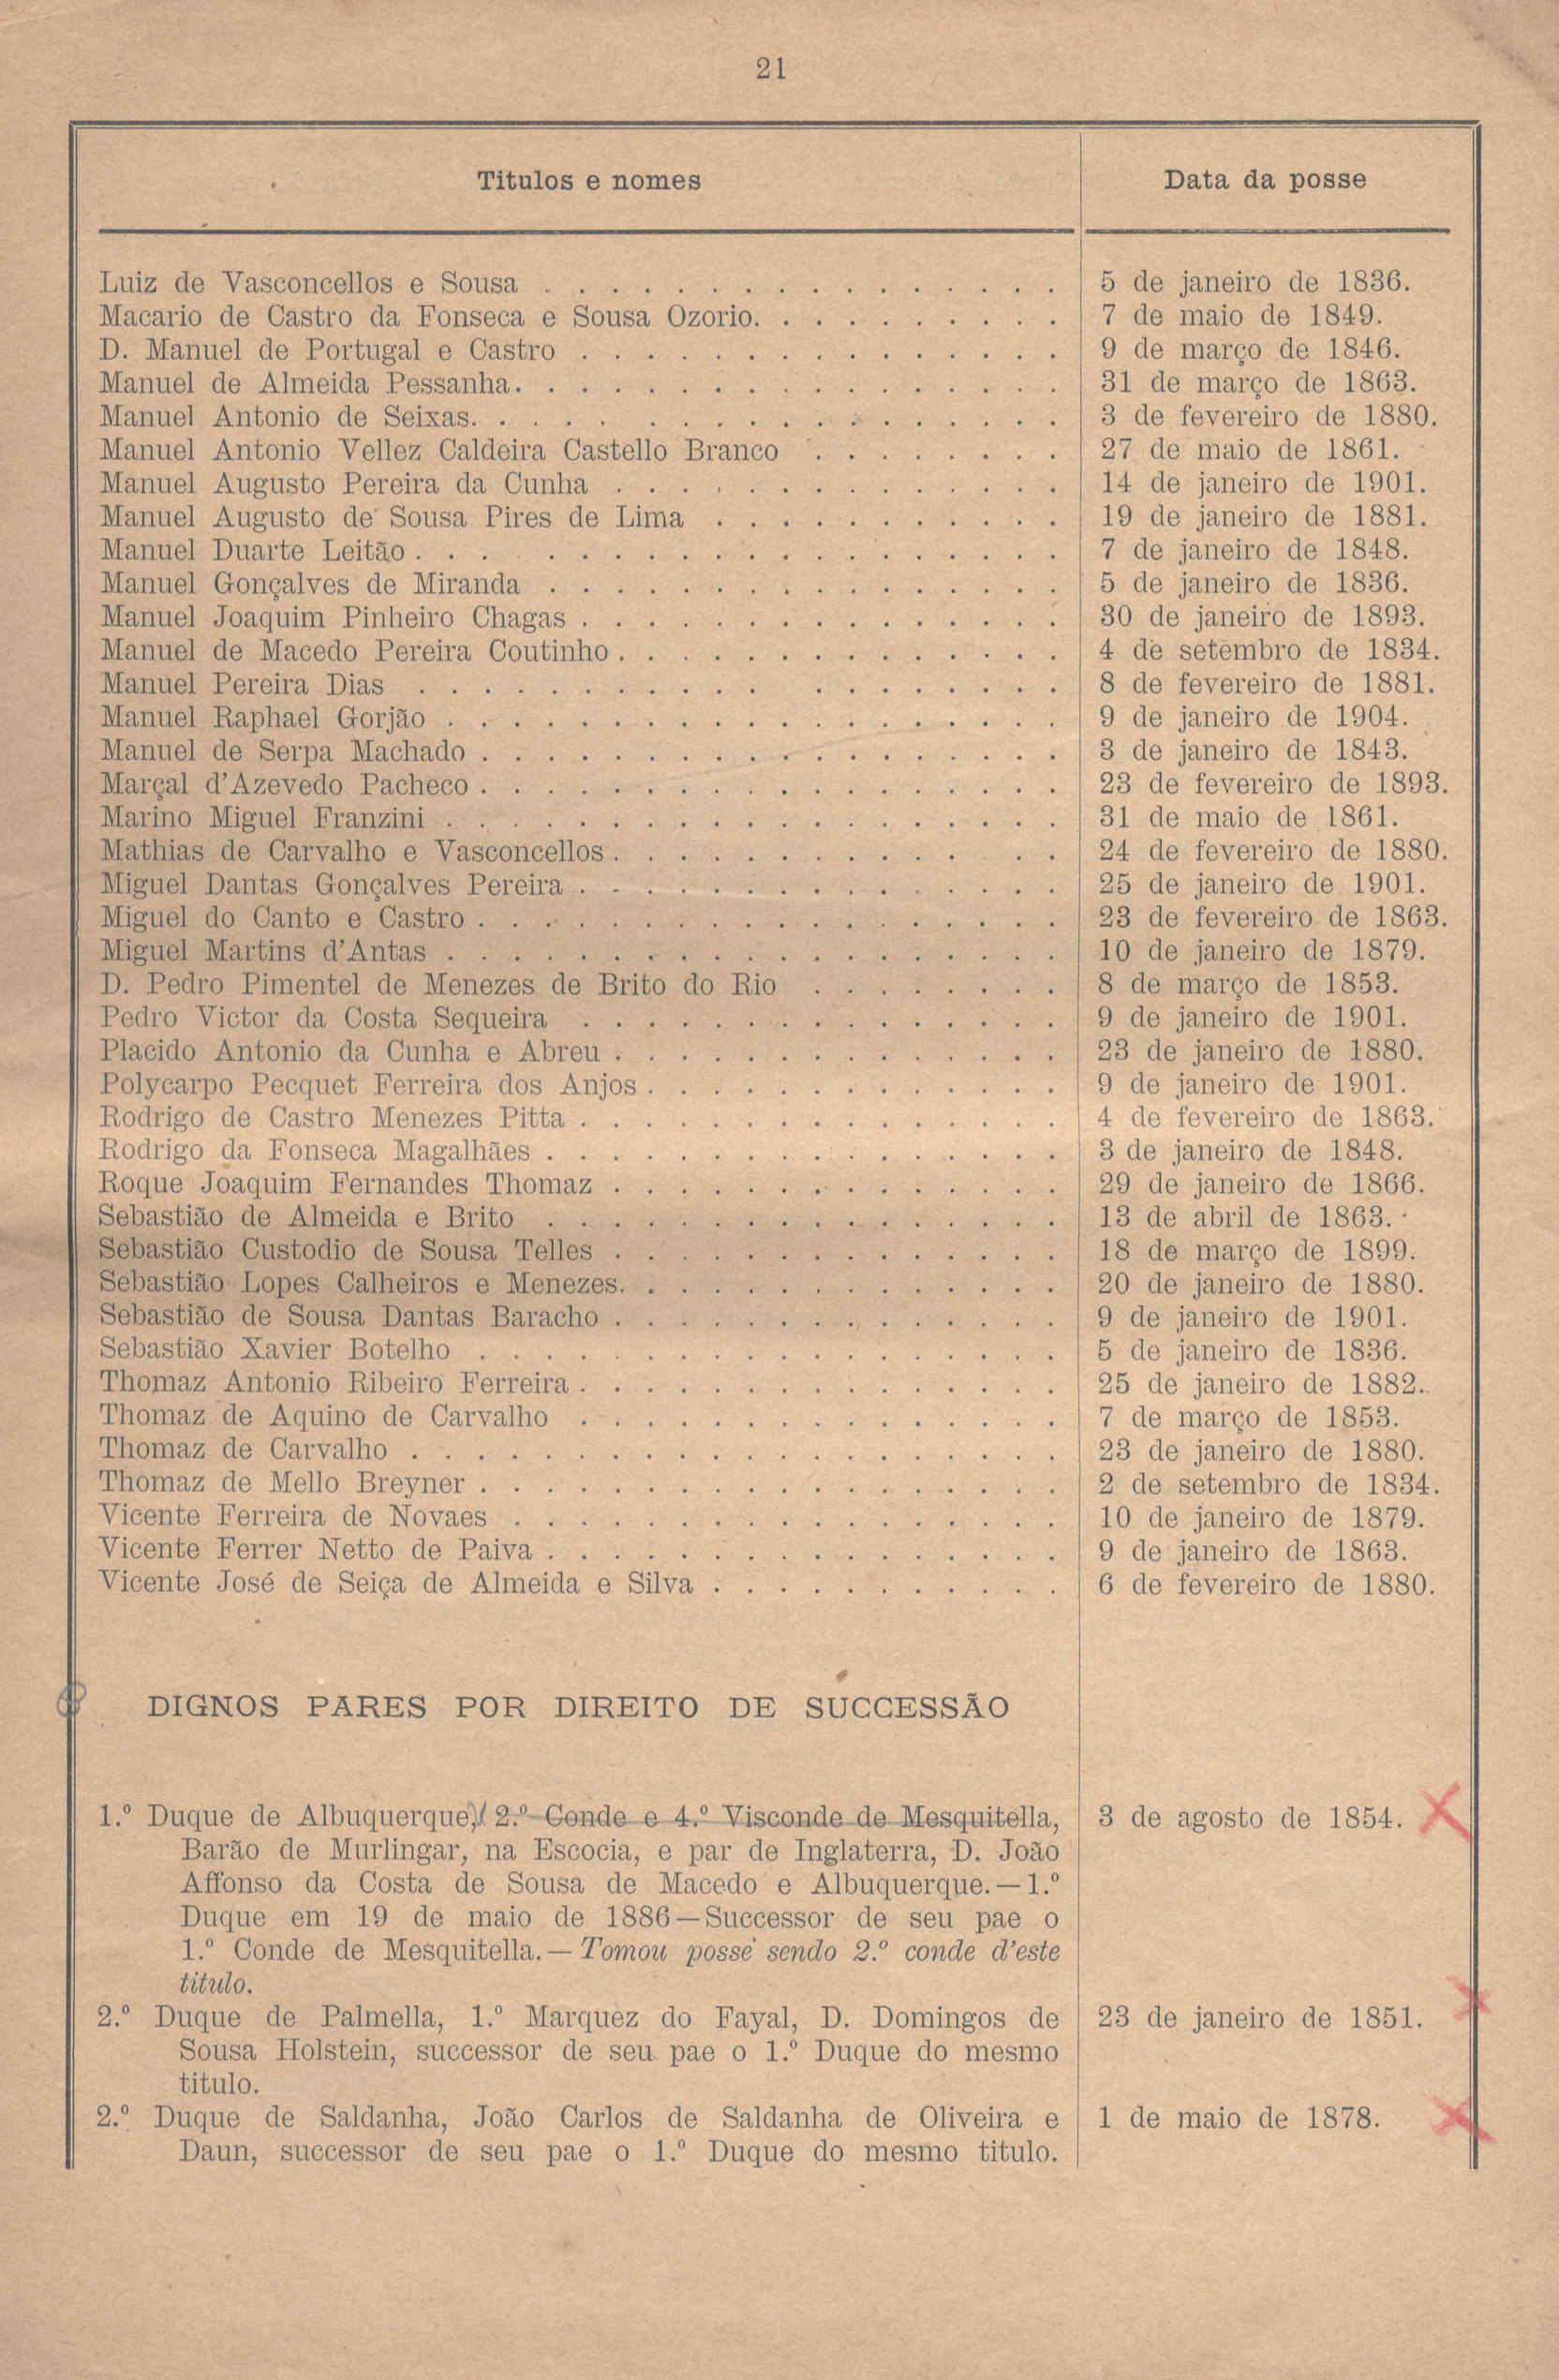 21
Titulos e nomes Data da posse
Luiz de Vasconcellos e Sousa . . . . . . . . . . . . . . . . 5 de janeiro de 1836.
Macario de Castro da Fonseca e Sousa Ozorio. . . . . . . . . . 7 de maio de 1849.
D. Manuel de Portugal e Castro . . . . . . . . . . . . . . . 9 de março de 1846.
Manuel de Almeida Pessanha. . . . . . . . . . . . . . . . . 31 de março de 1863.
Manuel Antonio de Seixas. . . . . . . . . . . . . . . . . . 3 de fevereiro de 1880.
Manuel Antonio Vellez Caldeira Castello Branco . . . . . . . . 27 de maio de 1861.
Manuel Augusto Pereira da Cunha . . . . . . . . . . . . . . 14 de janeiro de 1901.
Manuel Augusto de Sousa Pires de Lima . . . . . . . . . . . 19 de janeiro de 1881.
Manuel Duarte Leitão . . . . . . . . . . . . . . . . . . . 7 de janeiro de 1848.
Manuel Gonçalves de Miranda . . . . . . . . . . . . . . . . 5 de janeiro de 1836.
Manuel Joaquim Pinheiro Chagas . . . . . . . . . . . . . . . 30 de janeiro de 1893.
Manuel de Macedo Pereira Coutinho . . . . . . . . . . . . . . 4 de setembro de 1834.
Manuel Pereira Dias . . . . . . . . . . . . . . . . . . . 8 de fevereiro de 1881.
Manuel Raphael Gorjão . . . . . . . . . . . . . . . . . . . 9 de janeiro de 1904.
Manuel de Serpa Machado . . . . . . . . . . . . . . . . . . 3 de janeiro de 1843.
Marçal d'Azevedo Pacheco . . . . . . . . . . . . . . . . . . 23 de fevereiro de 1893.
Marino Miguel Franzini . . . . . . . . . . . . . . . . . . . 31 de maio de 1861.
Mathias de Carvalho e Vasconcellos . . . . . . . . . . . . . 24 de fevereiro de 1880.
Miguel Dantas Gonçalves Pereira . . . . . . . . . . . . . . . 25 de janeiro de 1901.
Miguel do Canto e Castro . . . . . . . . . . . . . . . . . . 23 de fevereiro de 1863.
Miguel Martins d'Antas . . . . . . . . . . . . . . . . . . . 10 de janeiro de 1879.
D. Pedro Pimentel de Menezes de Brito do Rio . . . . . . . . 8 de março de 1853.
Pedro Victor da Costa Sequeira . . . . . . . . . . . . . . . 9 de janeiro de 1901.
Placido Antonio da Cunha e Abreu . . . . . . . . . . . . . . 23 de janeiro de 1880.
Polycarpo Pecquet Ferreira dos Anjos . . . . . . . . . . . . . 9 de janeiro de 1901.
Rodrigo de Castro Menezes Pitta . . . . . . . . . . . . . . . 4 de fevereiro de 1863.
Rodrigo da Fonseca Magalhães . . . . . . . . . . . . . . . . 3 de janeiro de 1848.
Roque Joaquim Fernandes Thomaz . . . . . . . . . . . . . . 29 de janeiro de 1866.
Sebastião de Almeida e Brito . . . . . . . . . . . . . . . . 13 de abril de 1863.
Sebastião Custodio de Sousa Telles . . . . . . . . . . . . . . 18 de março de 1899.
Sebastião Lopes Calheiros e Menezes. . . . . . . . . . . . . . 20 de janeiro de 1880.
Sebastião de Sousa Dantas Baracho . . . . . . . . . . . . . . 9 de janeiro de 1901.
Sebastião Xavier Botelho . . . . . . . . . . . . . . . . . . 5 de janeiro de 1836.
Thomaz Antonio Ribeiro Ferreira . . . . . . . . . . . . . . . 25 de janeiro de 1882.
Thomaz de Aquino de Carvalho . . . . . . . . . . . . . . . 7 de março de 1853.
Thomaz de Carvalho . . . . . . . . . . . . . . . . . . . . 23 de janeiro de 1880.
Thomaz de Mello Breyner . . . . . . . . . . . . . . . . . . 2 de setembro de 1834.
Vicente Ferreira de Novaes . . . . . . . . . . . . . . . . . 10 de janeiro de 1879.
Vicente Ferrer Netto de Paiva . . . . . . . . . . . . . . . . 9 de janeiro de 1863.
Vicente José de Seiça de Almeida e Silva . . . . . . . . . . . 6 de fevereiro de 1880.
DIGNOS PARES POR DIREITO DE SUCCESSÃO
1.º Duque de Albuquerque, 2.º Conde e 4.º Visconde de Mesquitella, 3 de agosto de 1854.
Barão de Murlingar, na Escocia, e par de Inglaterra, D. João
Affonso da Costa de Sousa de Macedo e Albuquerque.—1.º
Duque em 19 de maio de 1886—Successor de seu pae o
1.º Conde de Mesquitella.—Tomou posse sendo 2.º conde d'este
titulo.
2.º Duque de Palmella, 1.º Marquez do Fayal, D. Domingos de 23 de janeiro de 1851.
Sousa Holstein, successor de seu pae o 1.º Duque do mesmo
titulo.
2.º Duque de Saldanha, João Carlos de Saldanha de Oliveira e 1 de maio de 1878.
Daun, successor de seu pae o 1.º Duque do mesmo titulo.